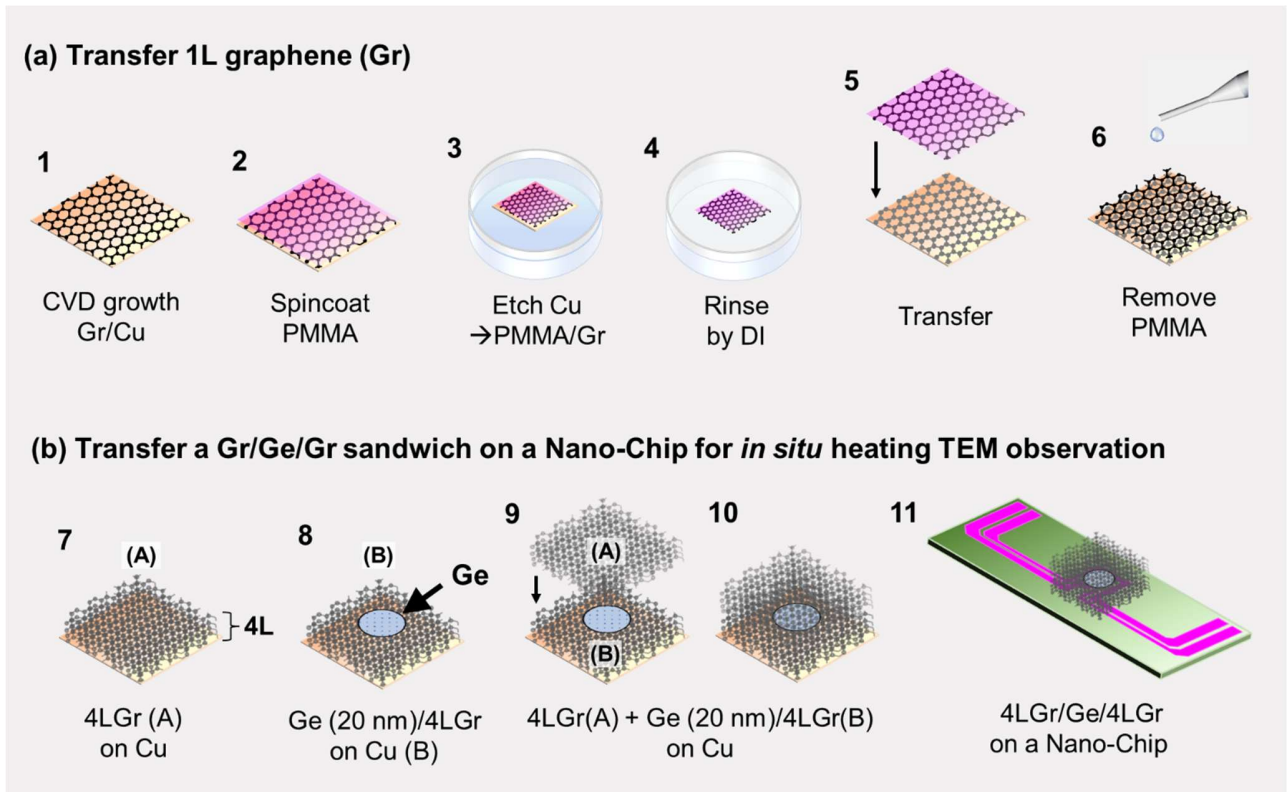 (a) Transfer 1L graphene (Gr)
1
CVD growth
Gr/Cu
2
Spincoat
PMMA
3
Etch Cu
→PMMA/Gr
4
Rinse
by DI
5
Transfer
6
Remove
PMMA
(b) Transfer a Gr/Ge/Gr sandwich on a Nano-Chip for in situ heating TEM observation
7
(A)
4L
4LGr (A)
on Cu
8
(B)
Ge
Ge (20 nm)/4LGr
on Cu (B)
9
(A)
(B)
10
4LGr(A) + Ge (20 nm)/4LGr(B)
on Cu
11
4LGr/Ge/4LGr
on a Nano-Chip